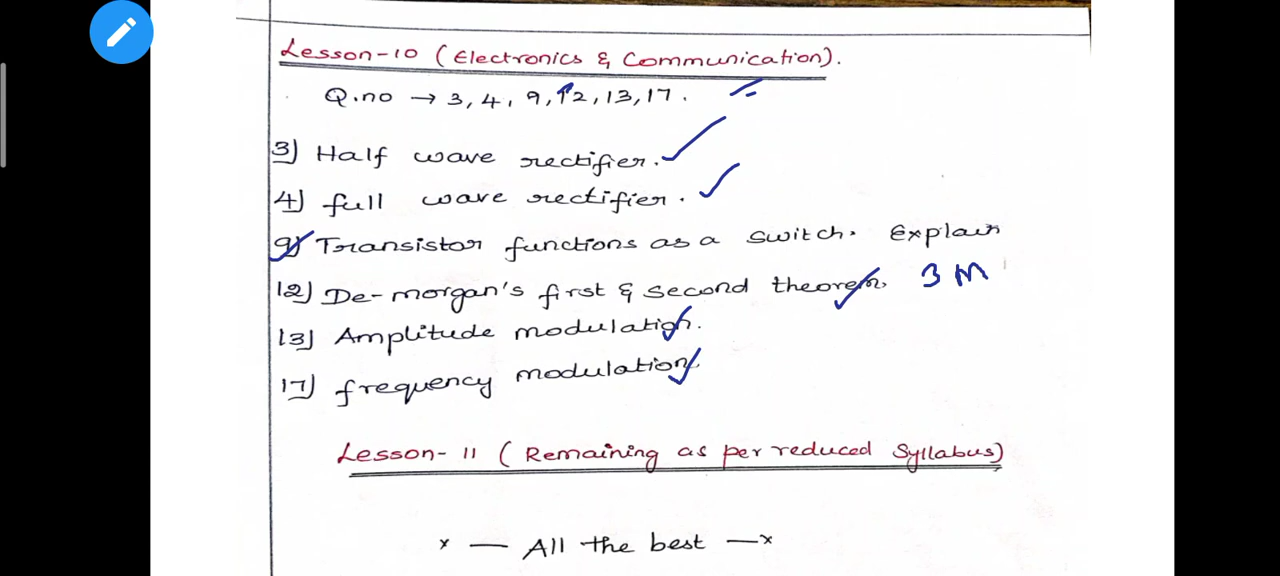 Lesson-10 (Electronics & Communication).
Q.no → 3, 4, 9, 12, 13, 17.
3) Half wave rectifier.
4) full wave rectifier.
9) Transistor functions as a switch. Explain
12) De-morgan's first & second theorem. 3 M
13) Amplitude modulation.
17) frequency modulation.
Lesson- 11 ( Remaining as per reduced Syllabus)
x — All the best —x